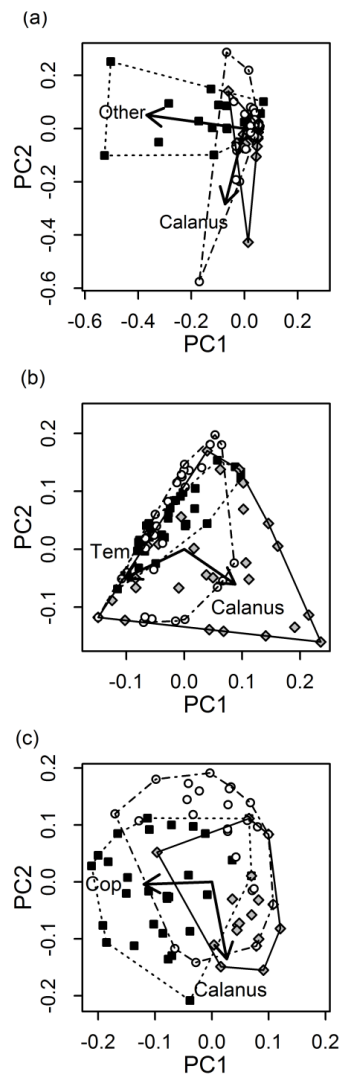 (a)
PC2
0.2
0.0
-0.2
-0.4
-0.6
Other
Calanus
-0.6 -0.4 -0.2 0.0 0.2
PC1
(b)
PC2
0.2
0.1
0.0
-0.1
Tem
Calanus
-0.1 0.0 0.1 0.2
PC1
(c)
PC2
0.2
0.1
0.0
-0.1
-0.2
Cop
Calanus
-0.2 -0.1 0.0 0.1 0.2
PC1